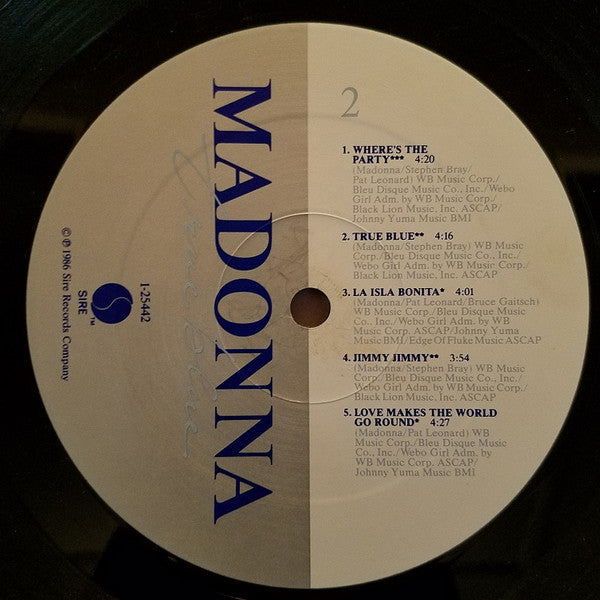 MADONNA
True Blue
1-25442
SIRE™
℗© 1986 Sire Records Company
2
1. WHERE'S THE
PARTY*** 4:20
(Madonna/Stephen Bray/
Pat Leonard) WB Music Corp./
Bleu Disque Music Co., Inc./Webo
Girl Adm. by WB Music Corp./
Black Lion Music, Inc. ASCAP/
Johnny Yuma Music BMI
2. TRUE BLUE** 4:16
(Madonna/Stephen Bray) WB Music
Corp./Bleu Disque Music Co., Inc./
Webo Girl Adm. by WB Music Corp./
Black Lion Music, Inc. ASCAP
3. LA ISLA BONITA* 4:01
(Madonna/Pat Leonard/Bruce Gaitsch)
WB Music Corp./Bleu Disque Music
Co., Inc./Webo Girl Adm. by WB
Music Corp. ASCAP/Johnny Yuma
Music BMI/Edge Of Fluke Music ASCAP
4. JIMMY JIMMY** 3:54
(Madonna/Stephen Bray) WB Music
Corp./Bleu Disque Music Co., Inc./
Webo Girl Adm. by WB Music Corp./
Black Lion Music, Inc. ASCAP
5. LOVE MAKES THE WORLD
GO ROUND* 4:27
(Madonna/Pat Leonard) WB
Music Corp./Bleu Disque Music
Co., Inc./Webo Girl Adm. by
WB Music Corp. ASCAP/
Johnny Yuma Music BMI